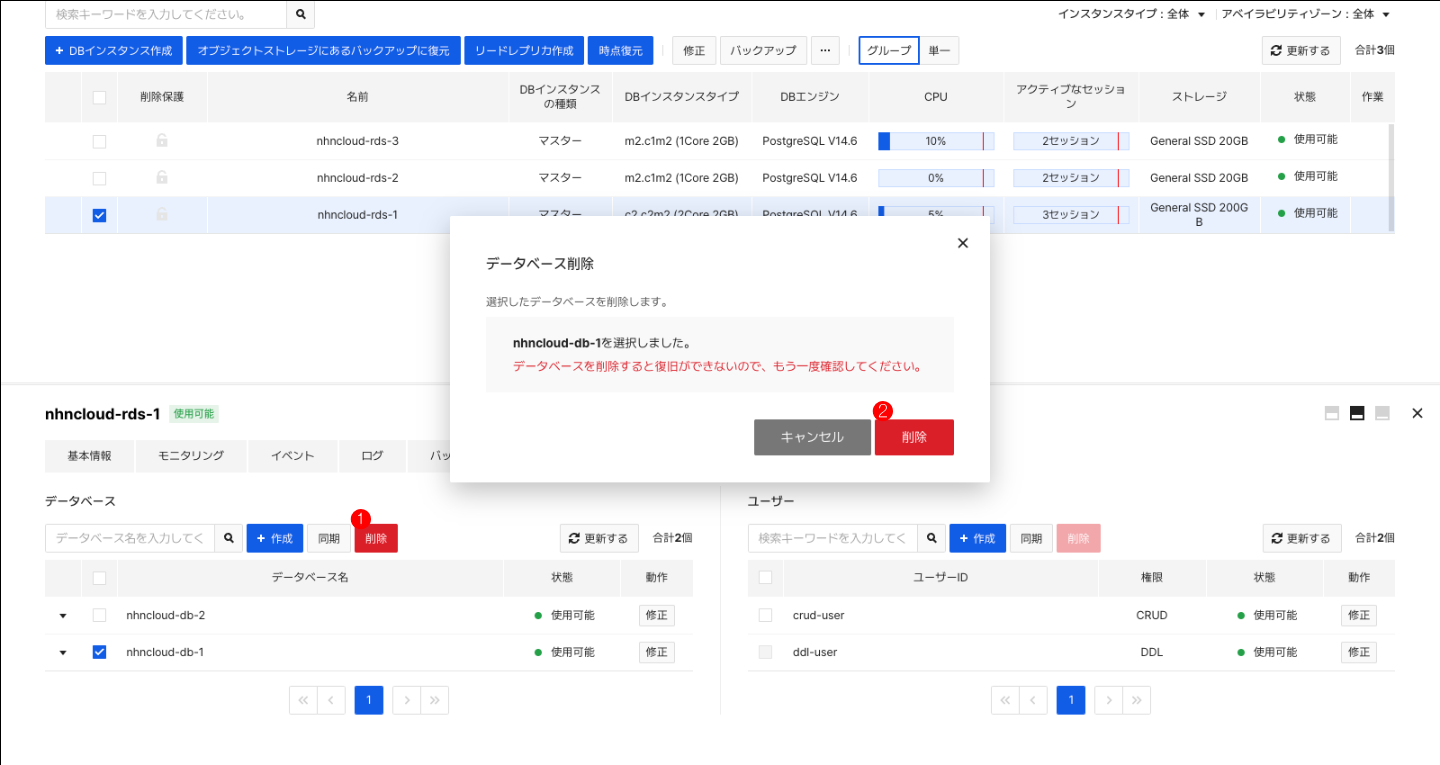 検索キーワードを入力してください。
インスタンスタイプ : 全体 ▼ | アベイラビリティゾーン : 全体 ▼
+ DBインスタンス作成 オブジェクトストレージにあるバックアップに復元 リードレプリカ作成 時点復元 修正 バックアップ ... グループ 単一 更新する 合計3個
削除保護 名前 DBインスタンスの種類 DBインスタンスタイプ DBエンジン CPU アクティブなセッション ストレージ 状態 作業
nhncloud-rds-3 マスター m2.c1m2 (1Core 2GB) PostgreSQL V14.6 10% 2セッション General SSD 20GB 使用可能
nhncloud-rds-2 マスター m2.c1m2 (1Core 2GB) PostgreSQL V14.6 0% 2セッション General SSD 20GB 使用可能
nhncloud-rds-1 マスター c2.c2m2 (2Core 2GB) PostgreSQL V14.6 5% 3セッション General SSD 200GB 使用可能
データベース削除
選択したデータベースを削除します。
nhncloud-db-1を選択しました。
データベースを削除すると復旧ができないので、もう一度確認してください。
2
キャンセル 削除
nhncloud-rds-1 使用可能
基本情報 モニタリング イベント ログ バッ
データベース
1
データベース名を入力してく + 作成 同期 削除 更新する 合計2個
データベース名 状態 動作
nhncloud-db-2 使用可能 修正
nhncloud-db-1 使用可能 修正
« ‹ 1 › »
ユーザー
検索キーワードを入力してく + 作成 同期 削除 更新する 合計2個
ユーザーID 権限 状態 動作
crud-user CRUD 使用可能 修正
ddl-user DDL 使用可能 修正
« ‹ 1 › »